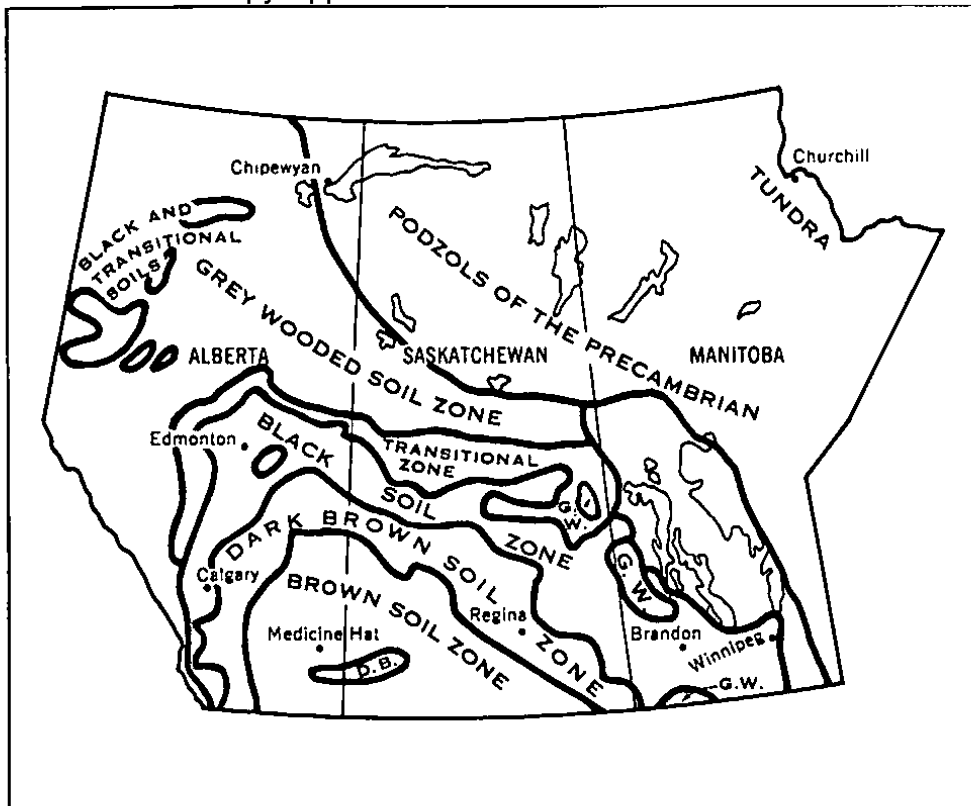 Chipewyan
Churchill
TUNDRA
BLACK AND
TRANSITIONAL
SOILS
PODZOLS OF THE PRECAMBRIAN
GREY WOODED SOIL ZONE
ALBERTA
SASKATCHEWAN
MANITOBA
Edmonton
BLACK SOIL ZONE
TRANSITIONAL
ZONE
G.
W.
DARK BROWN SOIL ZONE
G.W.
Calgary
BROWN SOIL ZONE
Regina
Medicine Hat
D.B.
Brandon
Winnipeg
G.W.